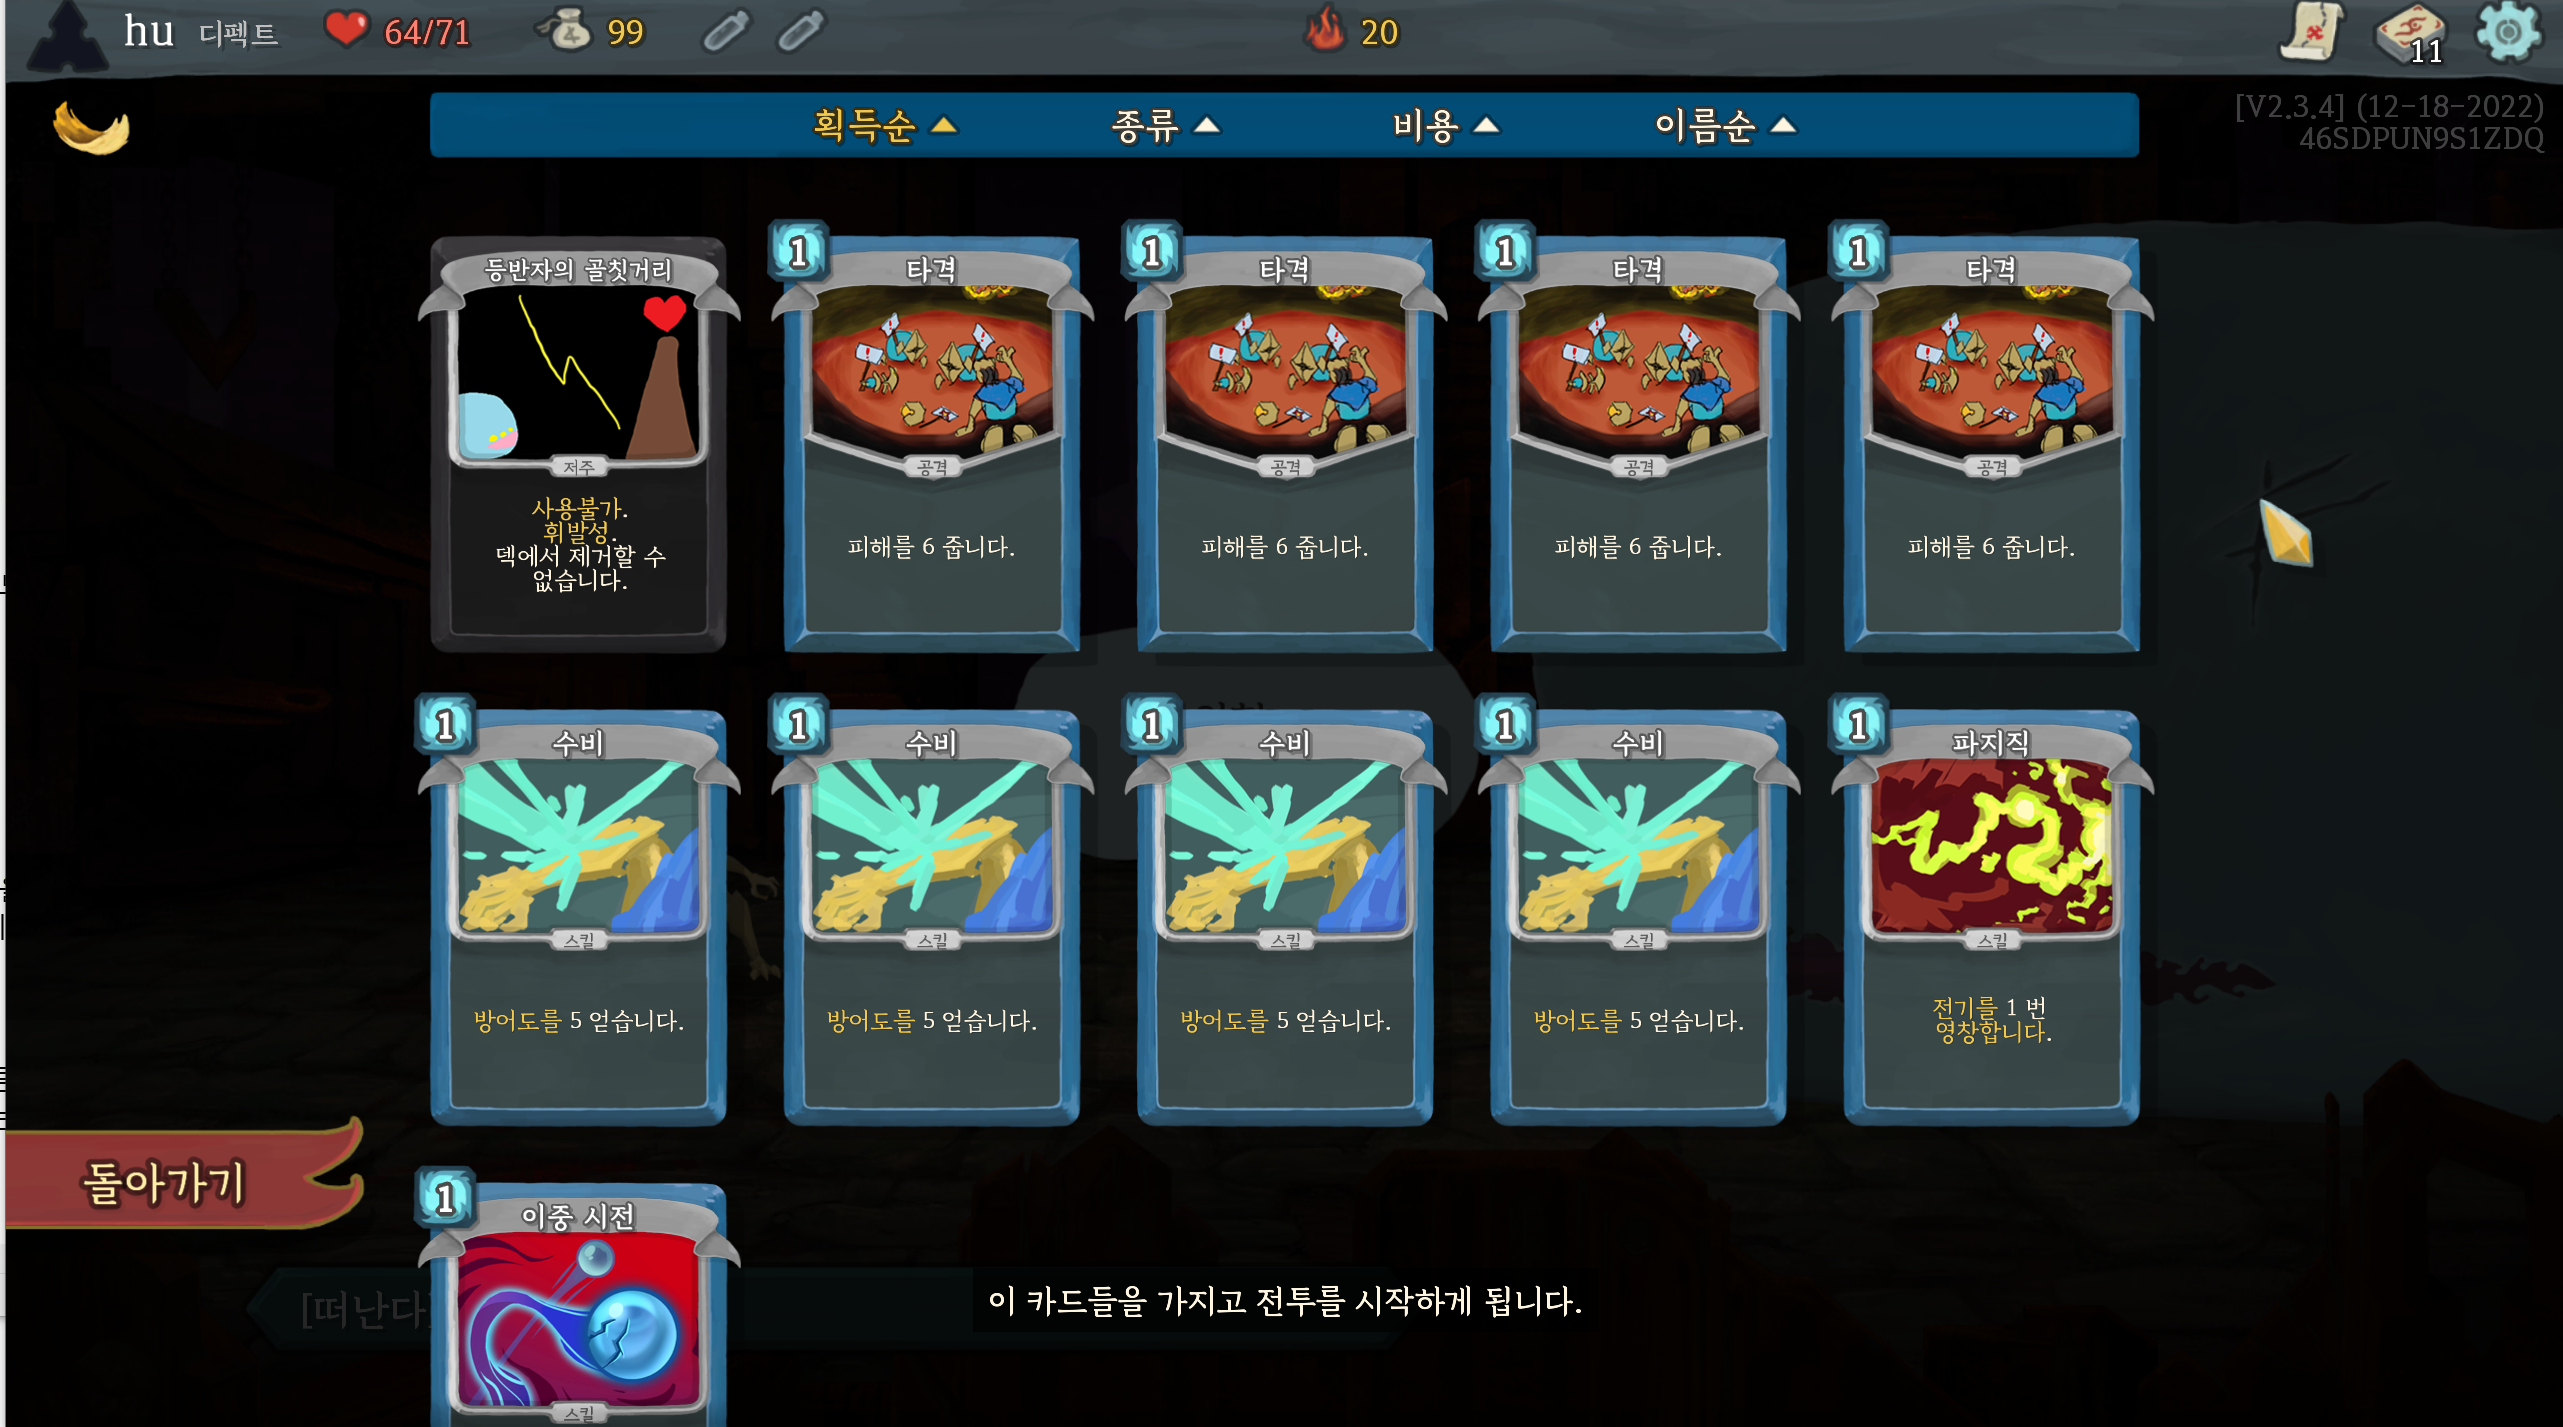 hu 디펙트 64/71 99 20 11
획득순 종류 비용 이름순
[V2.3.4] (12-18-2022)
46SDPUN9S1ZDQ
등반자의 골칫거리
저주
사용불가.
휘발성.
덱에서 제거할 수
없습니다.
1
타격
공격
피해를 6 줍니다.
1
타격
공격
피해를 6 줍니다.
1
타격
공격
피해를 6 줍니다.
1
타격
공격
피해를 6 줍니다.
1
수비
스킬
방어도를 5 얻습니다.
1
수비
스킬
방어도를 5 얻습니다.
1
수비
스킬
방어도를 5 얻습니다.
1
수비
스킬
방어도를 5 얻습니다.
1
파지직
스킬
전기를 1 번
영창합니다.
돌아가기
1
이중 시전
스킬
[떠난다]
이 카드들을 가지고 전투를 시작하게 됩니다.